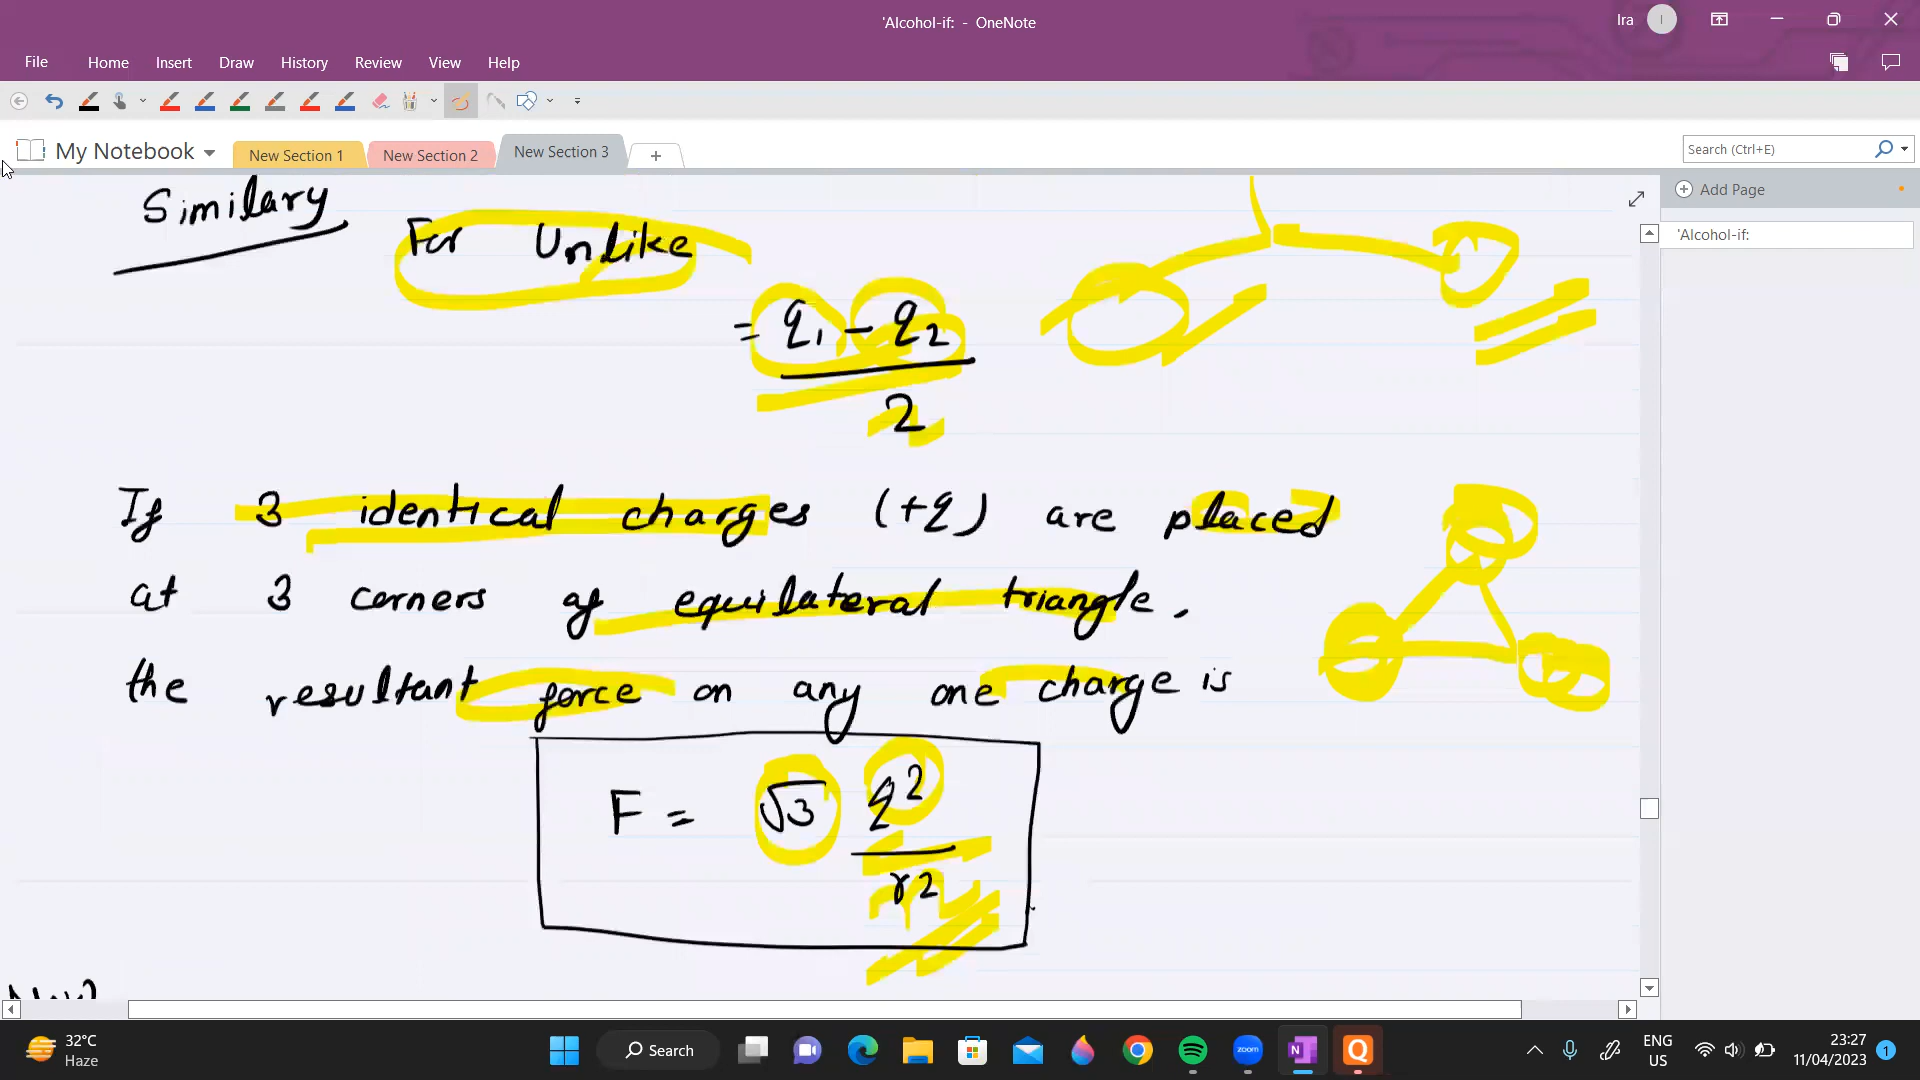 'Alcohol-if: - OneNote
Ira I
File Home Insert Draw History Review View Help
My Notebook New Section 1 New Section 2 New Section 3 +
Search (Ctrl+E)
Add Page
'Alcohol-if:
Similary
For Unlike
= q1 - q2
2
If 3 identical charges (+q) are placed
at 3 corners of equilateral triangle.
the resultant force on any one charge is
F = √3 q2
r2
32°C
Haze
Search
zoom
N
Q
ENG
US
23:27
11/04/2023
1